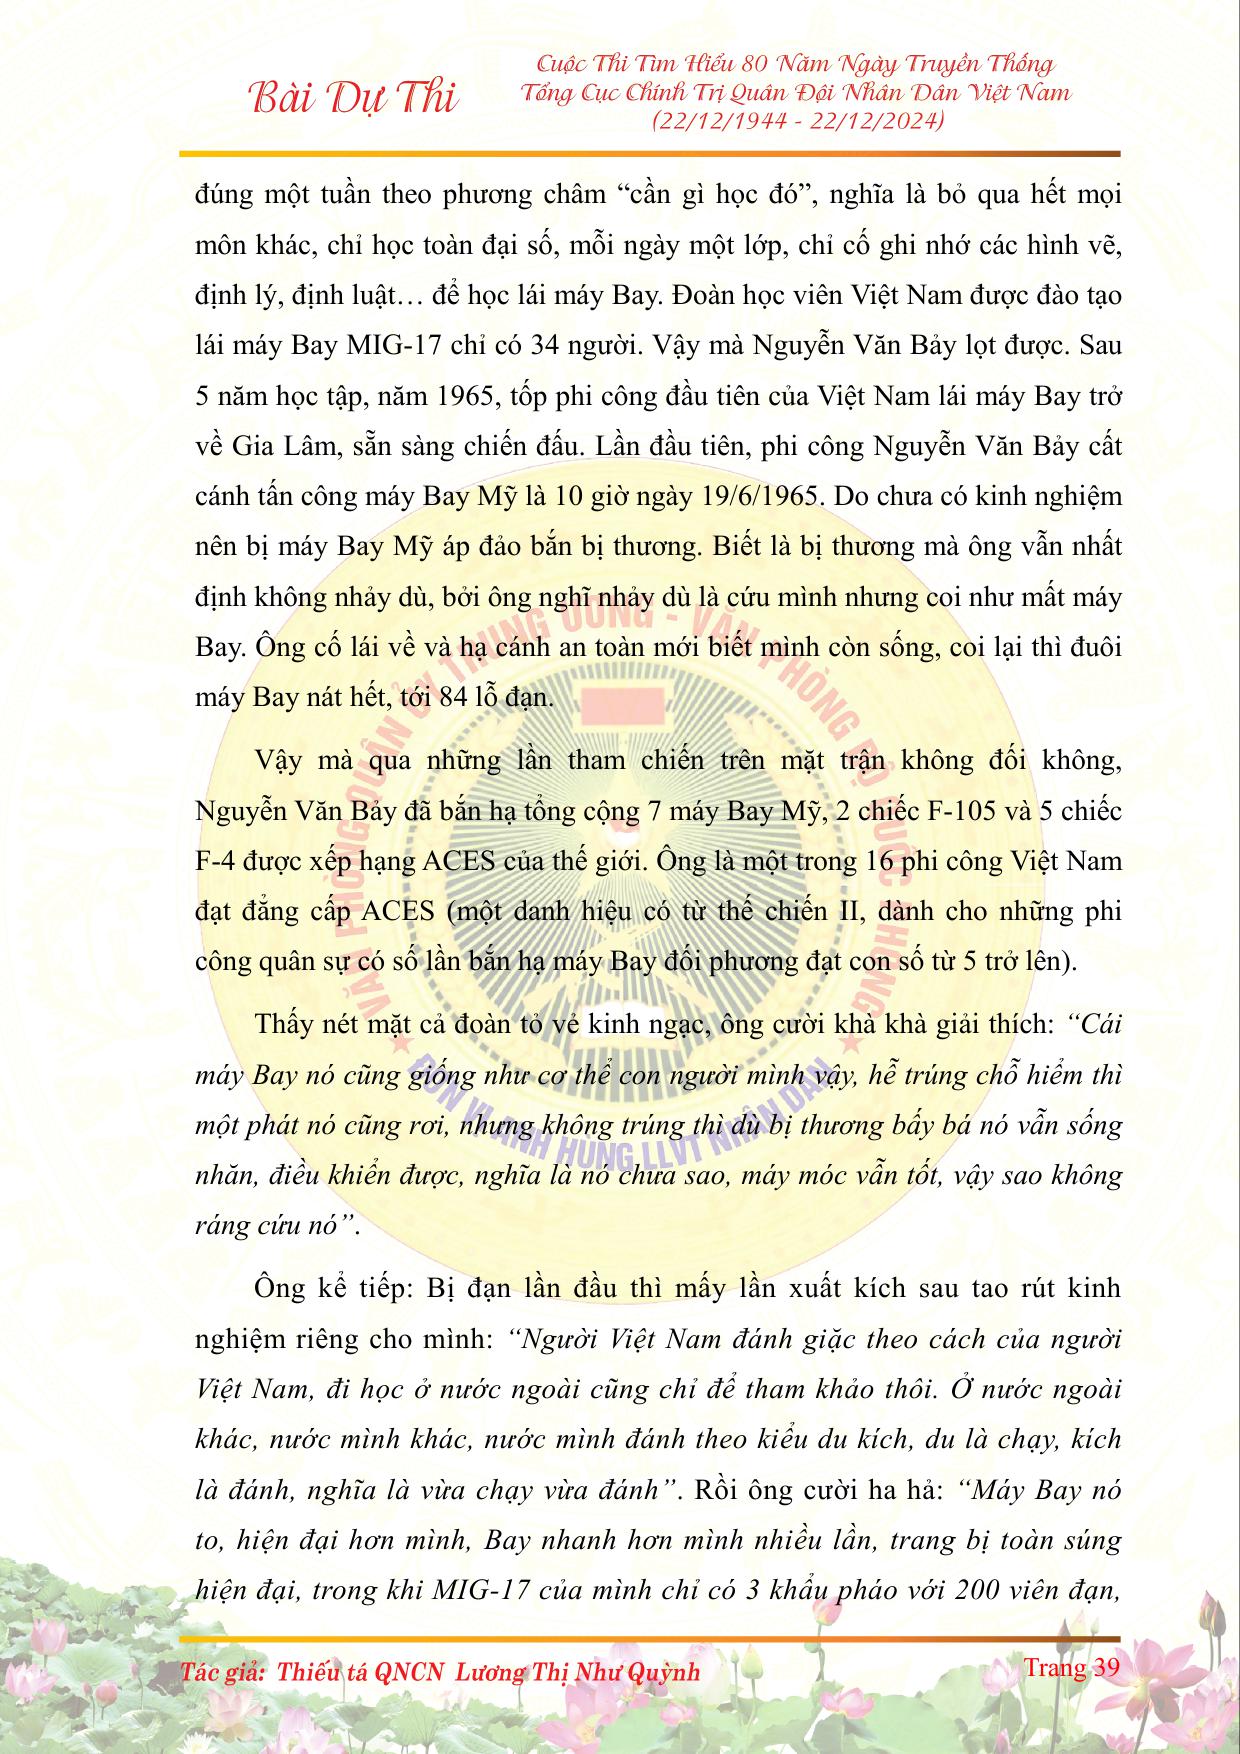 Bài Dự Thi
Cuộc Thi Tìm Hiểu 80 Năm Ngày Truyền Thống
Tổng Cục Chính Trị Quân Đội Nhân Dân Việt Nam
(22/12/1944 - 22/12/2024)
đúng một tuần theo phương châm “cần gì học đó”, nghĩa là bỏ qua hết mọi
môn khác, chỉ học toàn đại số, mỗi ngày một lớp, chỉ cố ghi nhớ các hình vẽ,
định lý, định luật… để học lái máy Bay. Đoàn học viên Việt Nam được đào tạo
lái máy Bay MIG-17 chỉ có 34 người. Vậy mà Nguyễn Văn Bảy lọt được. Sau
5 năm học tập, năm 1965, tốp phi công đầu tiên của Việt Nam lái máy Bay trở
về Gia Lâm, sẵn sàng chiến đấu. Lần đầu tiên, phi công Nguyễn Văn Bảy cất
cánh tấn công máy Bay Mỹ là 10 giờ ngày 19/6/1965. Do chưa có kinh nghiệm
nên bị máy Bay Mỹ áp đảo bắn bị thương. Biết là bị thương mà ông vẫn nhất
định không nhảy dù, bởi ông nghĩ nhảy dù là cứu mình nhưng coi như mất máy
Bay. Ông cố lái về và hạ cánh an toàn mới biết mình còn sống, coi lại thì đuôi
máy Bay nát hết, tới 84 lỗ đạn.
Vậy mà qua những lần tham chiến trên mặt trận không đối không,
Nguyễn Văn Bảy đã bắn hạ tổng cộng 7 máy Bay Mỹ, 2 chiếc F-105 và 5 chiếc
F-4 được xếp hạng ACES của thế giới. Ông là một trong 16 phi công Việt Nam
đạt đẳng cấp ACES (một danh hiệu có từ thế chiến II, dành cho những phi
công quân sự có số lần bắn hạ máy Bay đối phương đạt con số từ 5 trở lên).
Thấy nét mặt cả đoàn tỏ vẻ kinh ngạc, ông cười khà khà giải thích: “Cái
máy Bay nó cũng giống như cơ thể con người mình vậy, hễ trúng chỗ hiểm thì
một phát nó cũng rơi, nhưng không trúng thì dù bị thương bấy bá nó vẫn sống
nhăn, điều khiển được, nghĩa là nó chưa sao, máy móc vẫn tốt, vậy sao không
ráng cứu nó”.
Ông kể tiếp: Bị đạn lần đầu thì mấy lần xuất kích sau tao rút kinh
nghiệm riêng cho mình: “Người Việt Nam đánh giặc theo cách của người
Việt Nam, đi học ở nước ngoài cũng chỉ để tham khảo thôi. Ở nước ngoài
khác, nước mình khác, nước mình đánh theo kiểu du kích, du là chạy, kích
là đánh, nghĩa là vừa chạy vừa đánh”. Rồi ông cười ha hả: “Máy Bay nó
to, hiện đại hơn mình, Bay nhanh hơn mình nhiều lần, trang bị toàn súng
hiện đại, trong khi MIG-17 của mình chỉ có 3 khẩu pháo với 200 viên đạn,
VĂN PHÒNG QUÂN ỦY TRUNG ƯƠNG - VĂN PHÒNG BỘ QUỐC PHÒNG
ĐƠN VỊ ANH HÙNG LLVT NHÂN DÂN
Tác giả: Thiếu tá QNCN Lương Thị Như Quỳnh
Trang 39